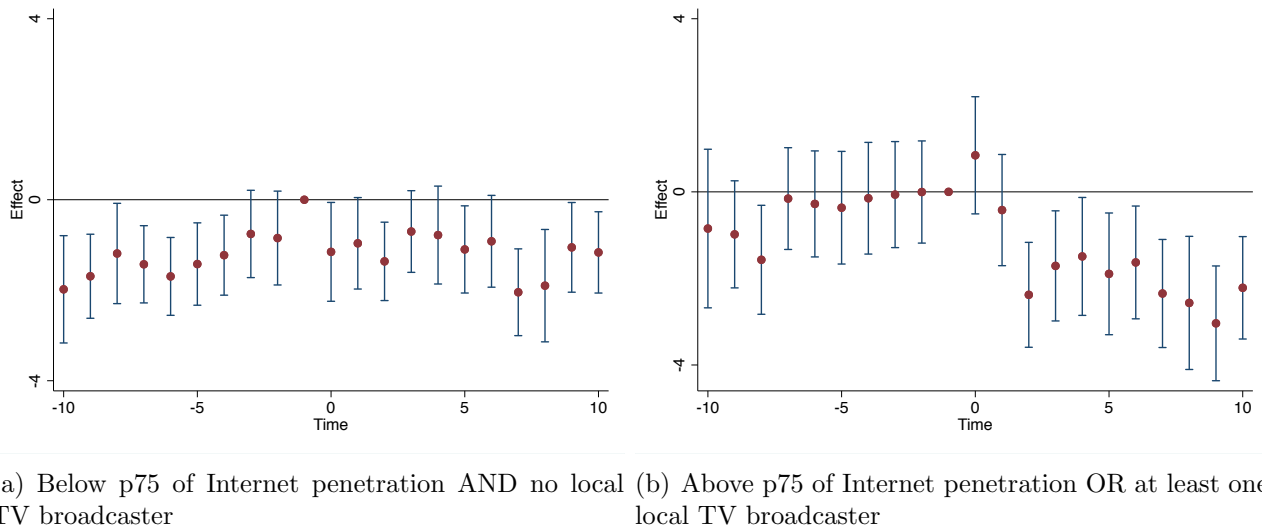 4
0
-4
Effect
-10
-5
0
5
10
Time
4
0
-4
Effect
-10
-5
0
5
10
Time
a) Below p75 of Internet penetration AND no local
TV broadcaster
(b) Above p75 of Internet penetration OR at least one
local TV broadcaster